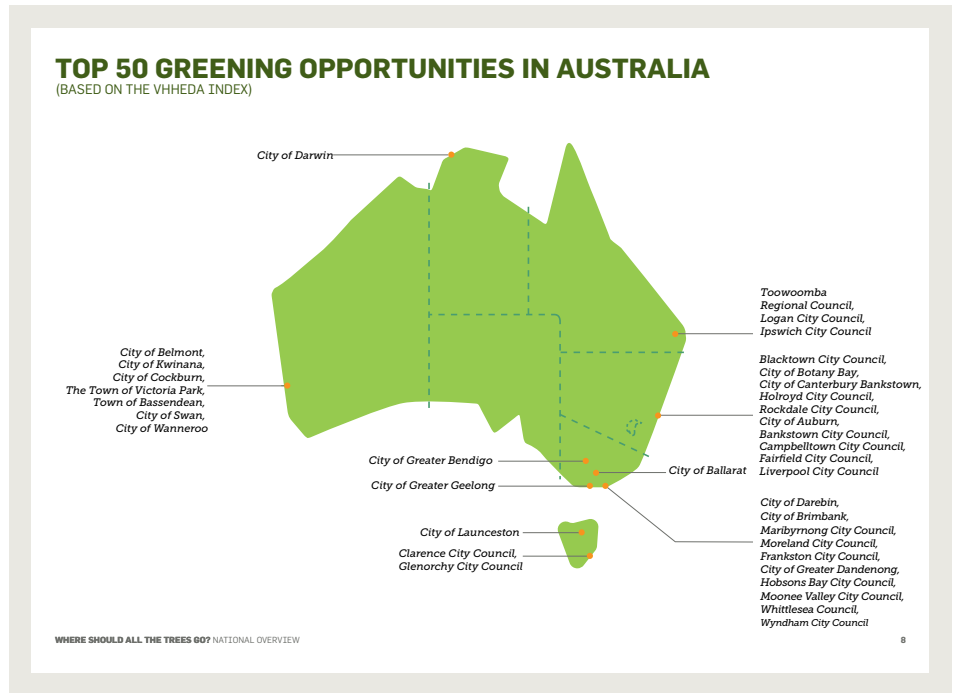 TOP 50 GREENING OPPORTUNITIES IN AUSTRALIA
(BASED ON THE VHHEDA INDEX)
City of Darwin
Toowoomba
Regional Council,
Logan City Council,
Ipswich City Council
City of Belmont,
City of Kwinana,
City of Cockburn,
The Town of Victoria Park,
Town of Bassendean,
City of Swan,
City of Wanneroo
Blacktown City Council,
City of Botany Bay,
City of Canterbury Bankstown,
Holroyd City Council,
Rockdale City Council,
City of Auburn,
Bankstown City Council,
Campbelltown City Council,
Fairfield City Council,
Liverpool City Council
City of Greater Bendigo
City of Ballarat
City of Greater Geelong
City of Darebin,
City of Brimbank,
Maribyrnong City Council,
Moreland City Council,
Frankston City Council,
City of Greater Dandenong,
Hobsons Bay City Council,
Moonee Valley City Council,
Whittlesea Council,
Wyndham City Council
City of Launceston
Clarence City Council,
Glenorchy City Council
WHERE SHOULD ALL THE TREES GO? NATIONAL OVERVIEW
8